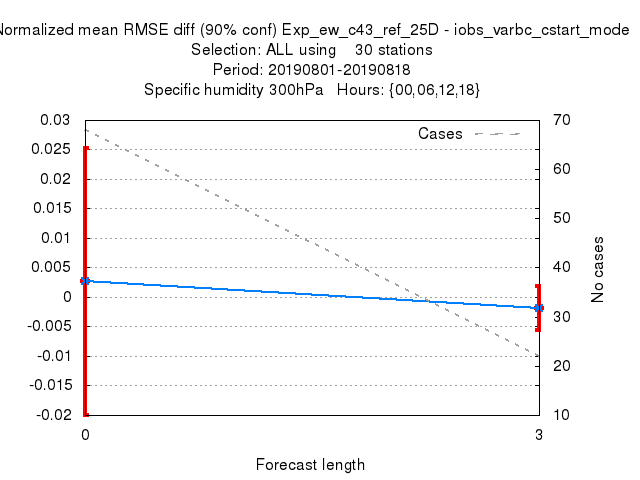 Normalized mean RMSE diff (90% conf) Exp_ew_c43_ref_25D - iobs_varbc_cstart_mode
Selection: ALL using 30 stations
Period: 20190801-20190818
Specific humidity 300hPa Hours: {00,06,12,18}
Cases
0.03
0.025
0.02
0.015
0.01
0.005
0
-0.005
-0.01
-0.015
-0.02
70
60
50
40
30
20
10
No cases
0
3
Forecast length